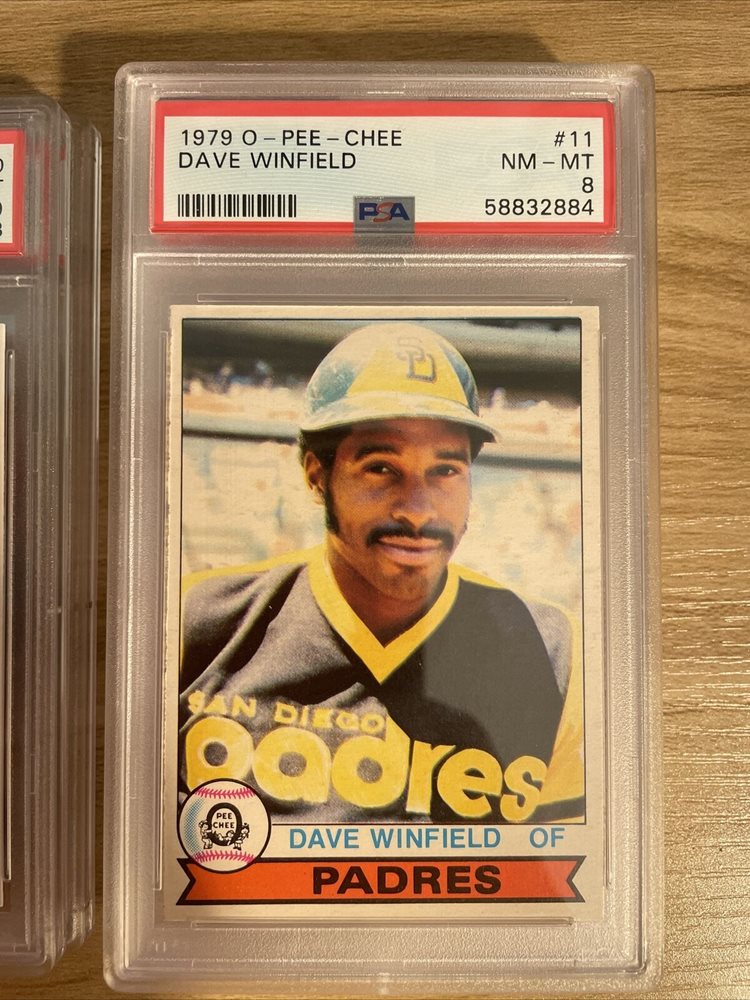 1979 O-PEE-CHEE
#11
DAVE WINFIELD
NM-MT
8
PSA
58832884
SD
SAN DIEGO
padres
O
PEE
CHEE
DAVE WINFIELD OF
PADRES